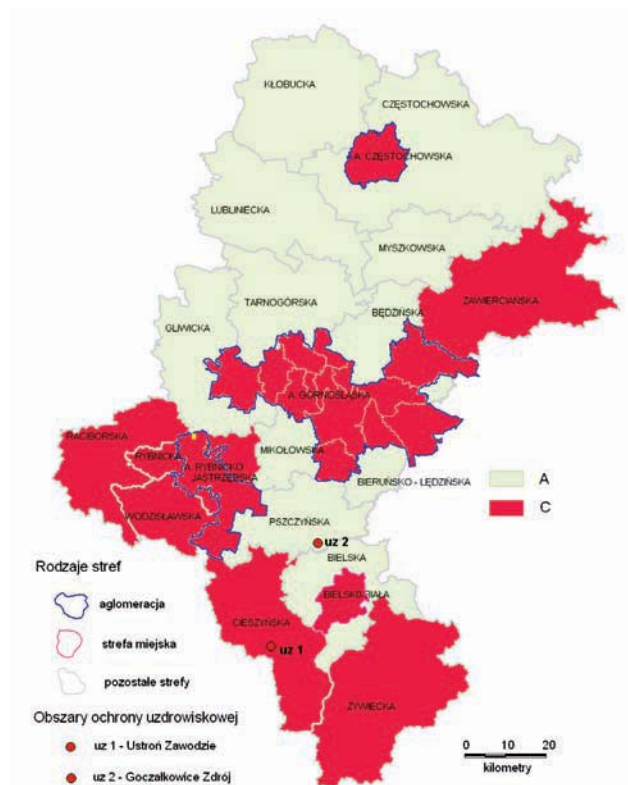 KŁOBUCKA
CZĘSTOCHOWSKA
A. CZĘSTOCHOWSKA
LUBLINIECKA
MYSZKOWSKA
ZAWIERCIAŃSKA
TARNOGÓRSKA
BĘDZIŃSKA
GLIWICKA
A. GÓRNOŚLĄSKA
RACIBORSKA
RYBNICKA
A. RYBNICKO
JASTRZĘBSKA
MIKOŁOWSKA
BIERUŃSKO - LĘDZIŃSKA
WODZISŁAWSKA
PSZCZYŃSKA
uz 2
BIELSKA
BIELSKO-BIAŁA
CIESZYŃSKA
uz 1
ŻYWIECKA
A
C
Rodzaje stref
aglomeracja
strefa miejska
pozostałe strefy
Obszary ochrony uzdrowiskowej
uz 1 - Ustroń Zawodzie
uz 2 - Goczałkowice Zdrój
0 10 20
kilometry